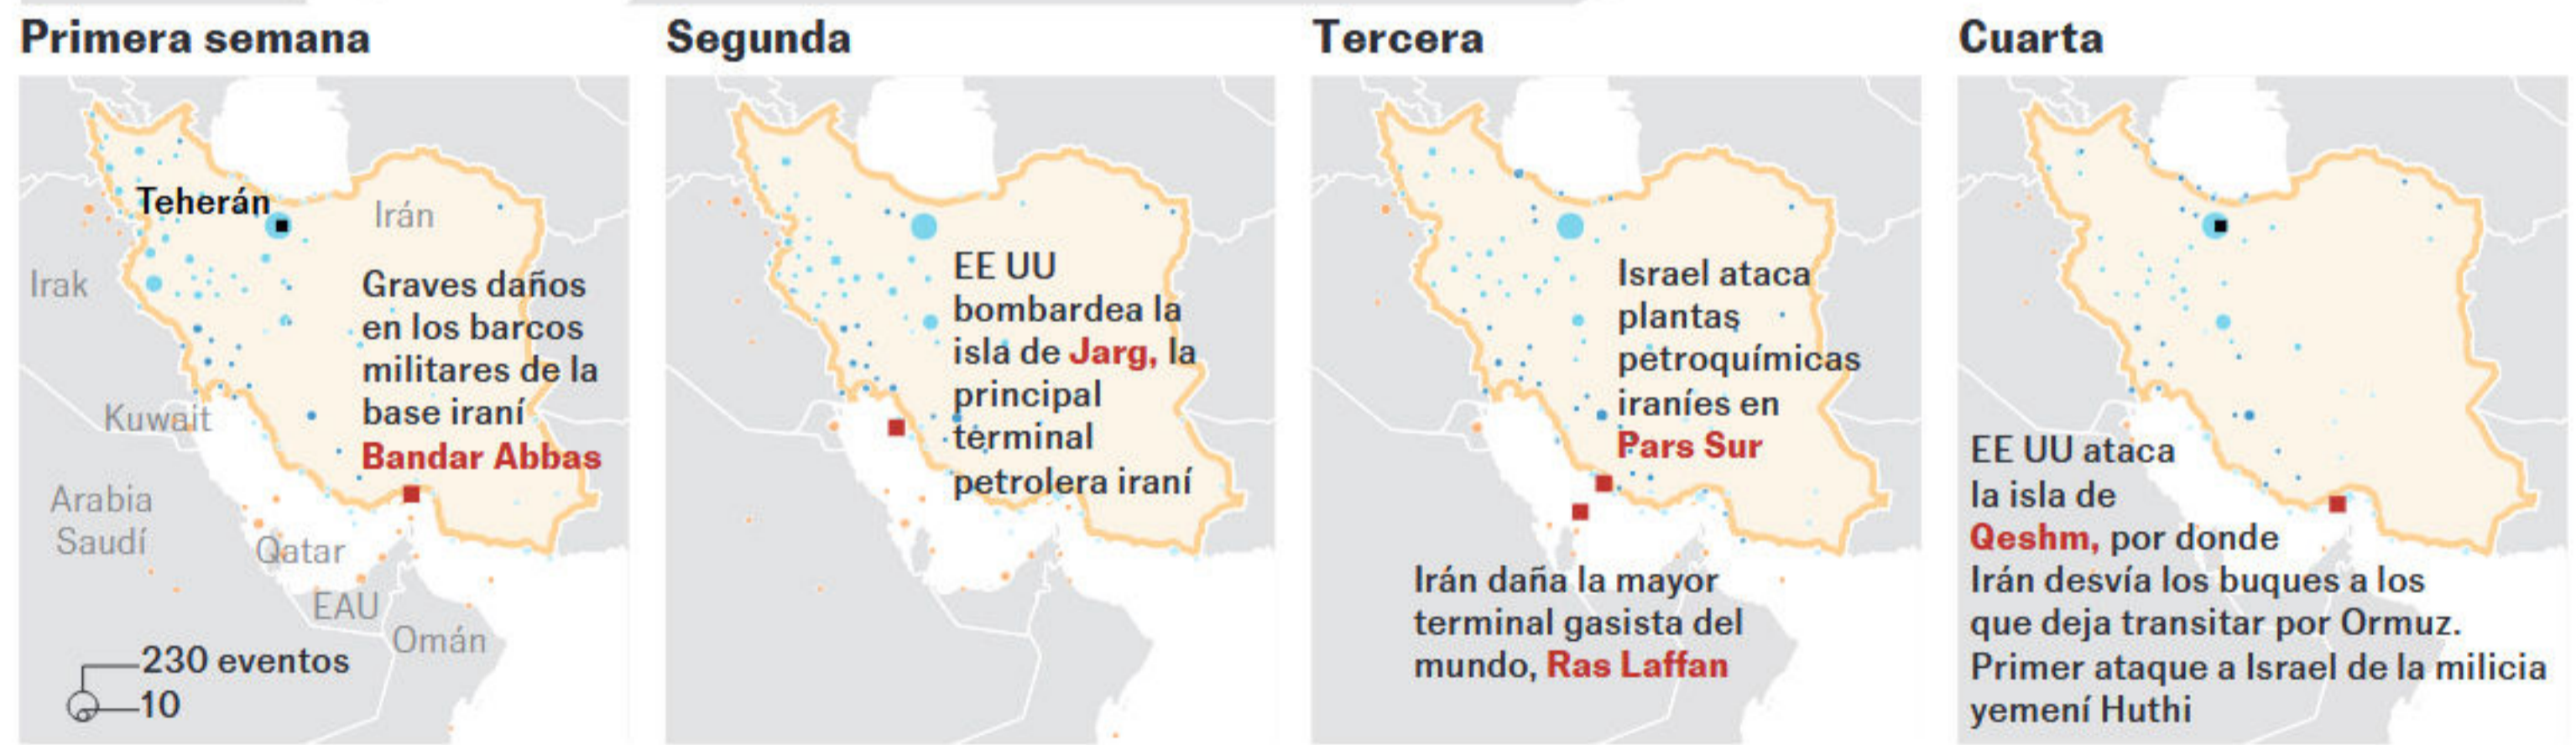 Primera semana
Teherán
Irán
Irak
Graves daños
en los barcos
militares de la
base iraní
Bandar Abbas
Kuwait
Arabia
Saudí
Qatar
EAU
Omán
230 eventos
10
Segunda
EE UU
bombardea la
isla de Jarg, la
principal
terminal
petrolera iraní
Tercera
Israel ataca
plantas
petroquímicas
iraníes en
Pars Sur
Irán daña la mayor
terminal gasista del
mundo, Ras Laffan
Cuarta
EE UU ataca
la isla de
Qeshm, por donde
Irán desvía los buques a los
que deja transitar por Ormuz.
Primer ataque a Israel de la milicia
yemení Huthi